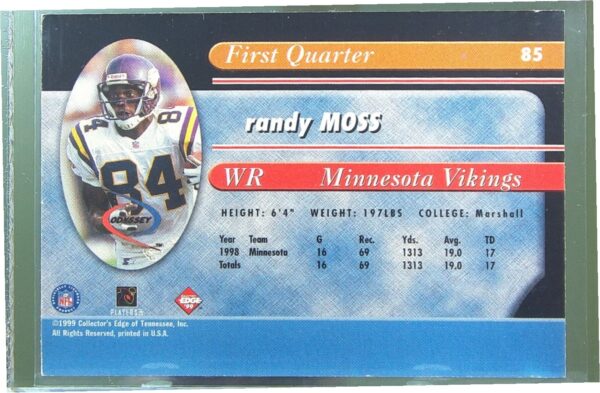 First Quarter 85
randy MOSS
WR Minnesota Vikings
HEIGHT: 6'4" WEIGHT: 197LBS COLLEGE: Marshall
Year Team G Rec. Yds. Avg. TD
1998 Minnesota 16 69 1313 19.0 17
Totals 16 69 1313 19.0 17
84
84
ODYSSEY
NFL
PLAYERS
EDGE
'99
©1999 Collector's Edge of Tennessee, Inc.
All Rights Reserved, printed in U.S.A.